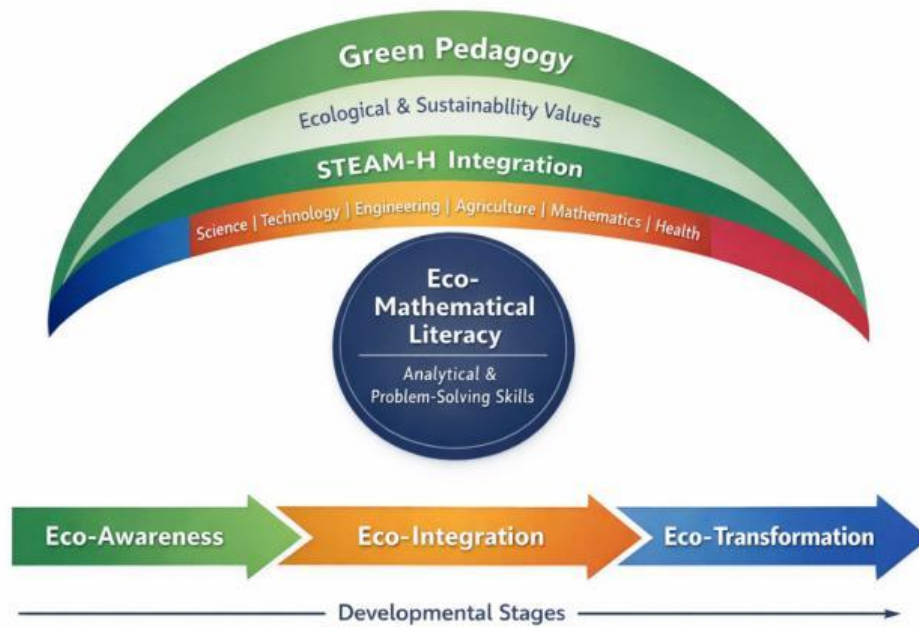 Green Pedagogy
Ecological & Sustainability Values
STEAM-H Integration
Science | Technology | Engineering | Agriculture | Mathematics | Health
Eco-
Mathematical
Literacy
Analytical &
Problem-Solving Skills
Eco-Awareness
Eco-Integration
Eco-Transformation
Developmental Stages